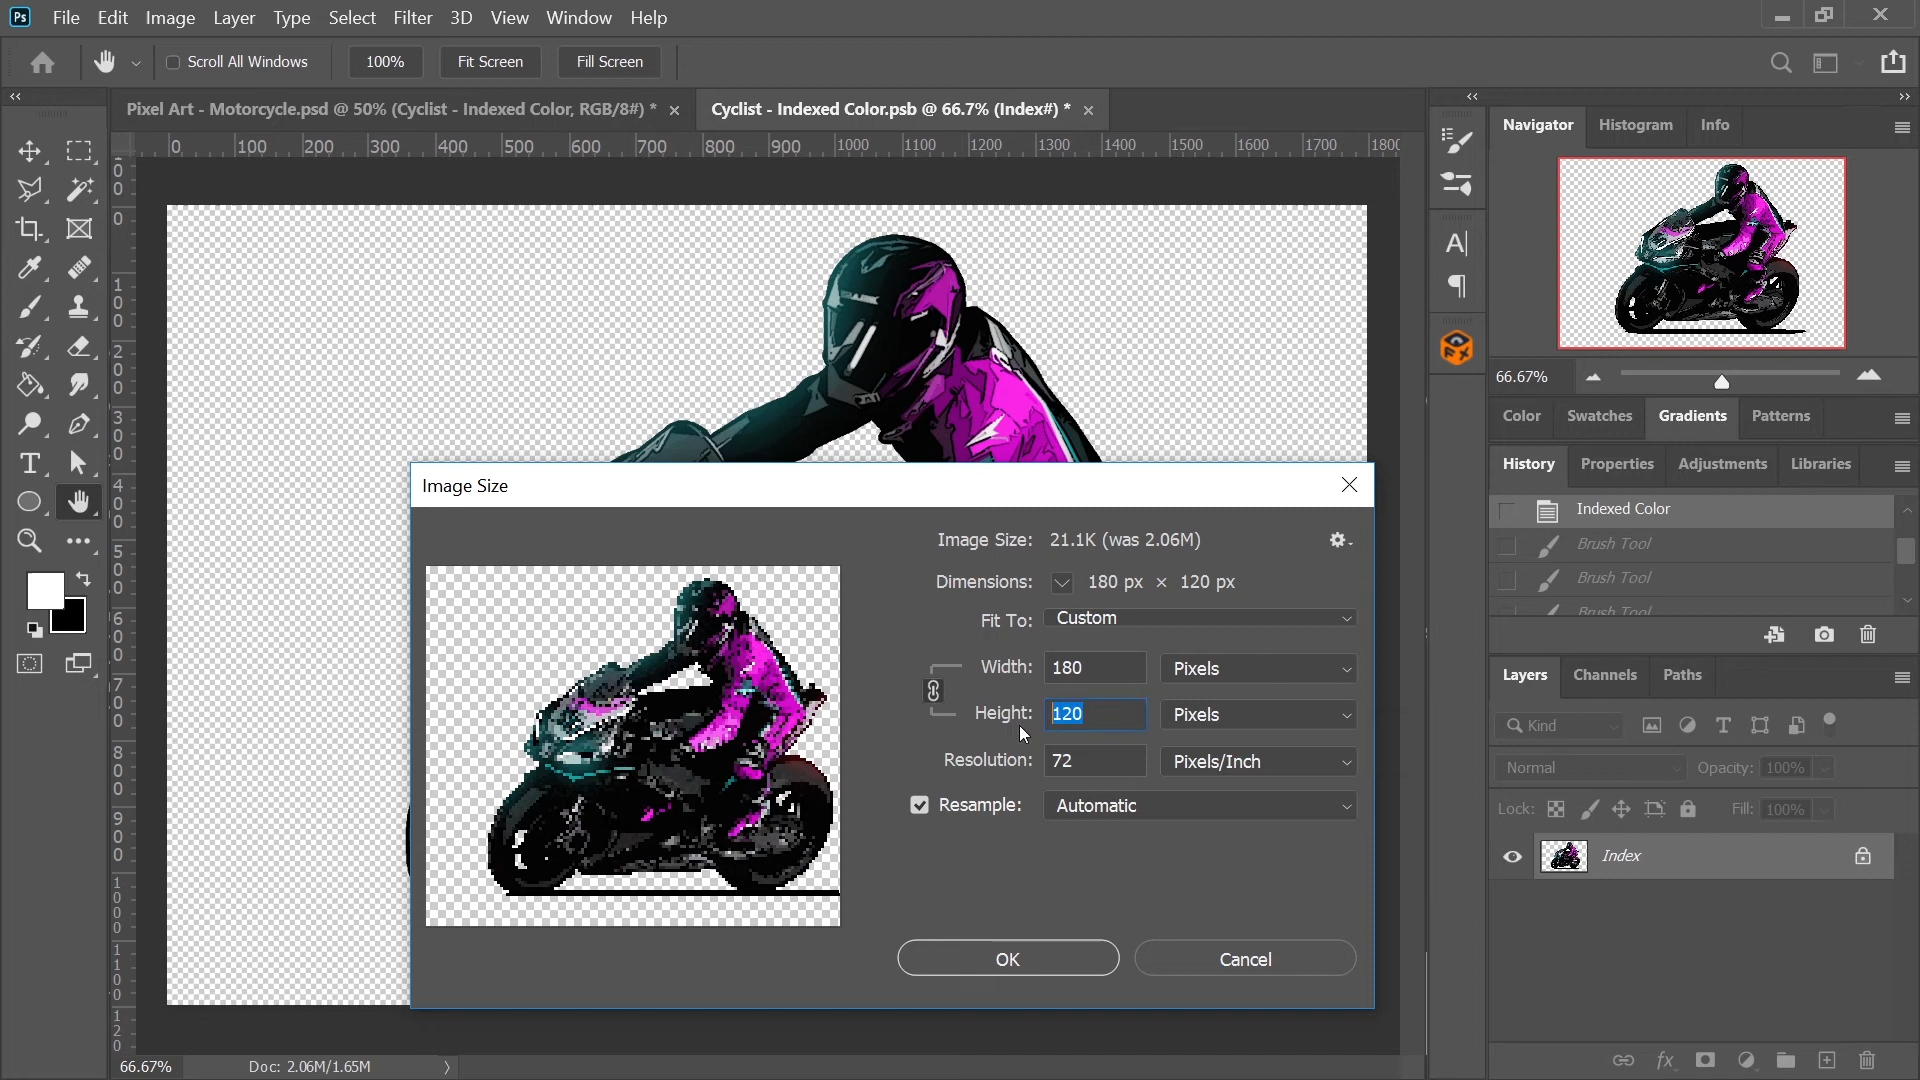 Ps File Edit Image Layer Type Select Filter 3D View Window Help
Scroll All Windows 100% Fit Screen Fill Screen
Pixel Art - Motorcycle.psd @ 50% (Cyclist - Indexed Color, RGB/8#) * Cyclist - Indexed Color.psb @ 66.7% (Index#) *
0 100 200 300 400 500 600 700 800 900 1000 1100 1200 1300 1400 1500 1600 1700 1800
Navigator Histogram Info
66.67%
Color Swatches Gradients Patterns
History Properties Adjustments Libraries
Indexed Color
Brush Tool
Brush Tool
Brush Tool
Layers Channels Paths
Kind
Normal Opacity: 100%
Lock: Fill: 100%
Index
Image Size
Image Size: 21.1K (was 2.06M)
Dimensions: 180 px × 120 px
Fit To: Custom
Width: 180 Pixels
Height: 120 Pixels
Resolution: 72 Pixels/Inch
Resample: Automatic
OK Cancel
66.67% Doc: 2.06M/1.65M